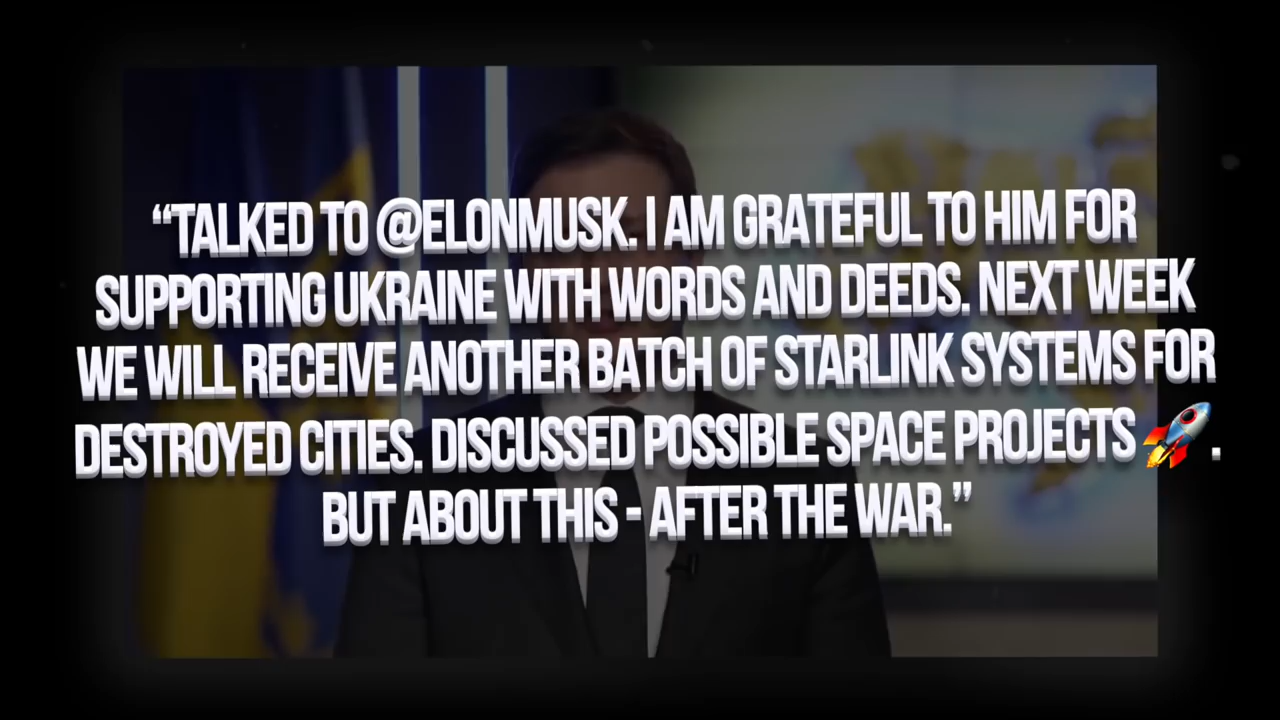 “TALKED TO @ELONMUSK. I AM GRATEFUL TO HIM FOR
SUPPORTING UKRAINE WITH WORDS AND DEEDS. NEXT WEEK
WE WILL RECEIVE ANOTHER BATCH OF STARLINK SYSTEMS FOR
DESTROYED CITIES. DISCUSSED POSSIBLE SPACE PROJECTS 🚀.
BUT ABOUT THIS - AFTER THE WAR.”